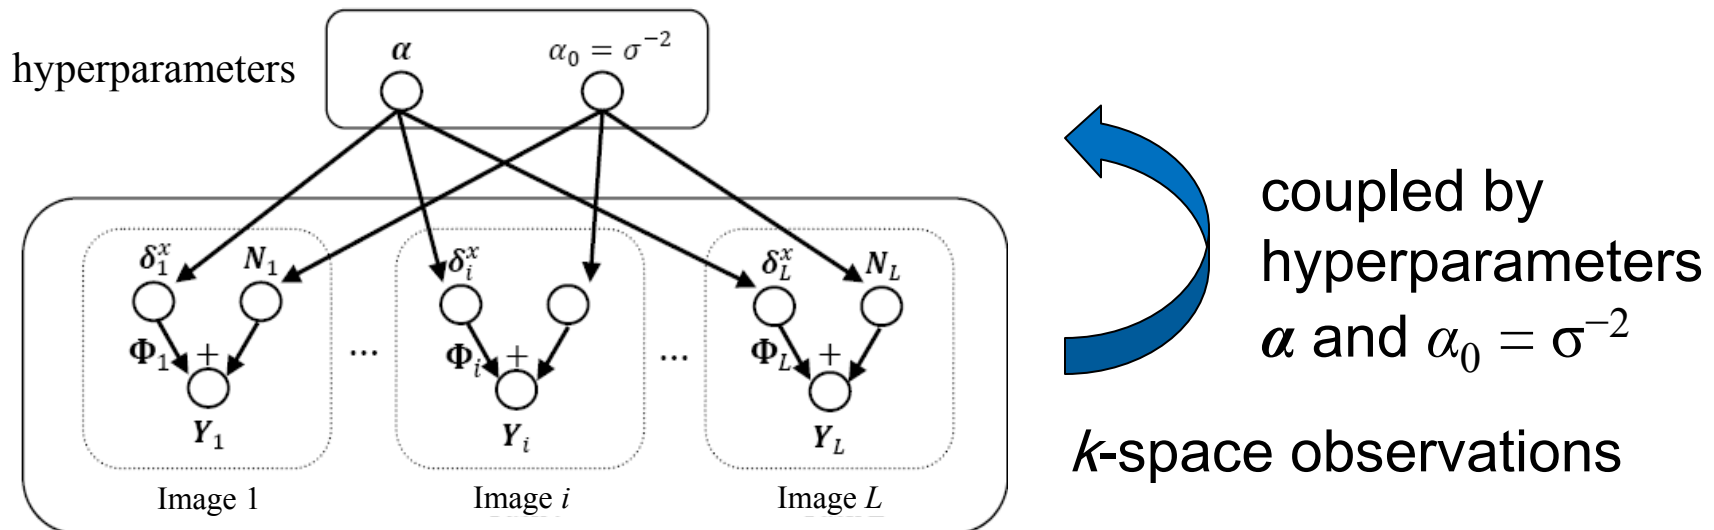 hyperparameters
α α₀ = σ⁻²
δ₁ˣ N₁ δᵢˣ δ_Lˣ N_L
Φ₁ + ... Φᵢ + ... Φ_L +
Y₁ Yᵢ Y_L
Image 1 Image i Image L
coupled by
hyperparameters
α and α₀ = σ⁻²
k-space observations